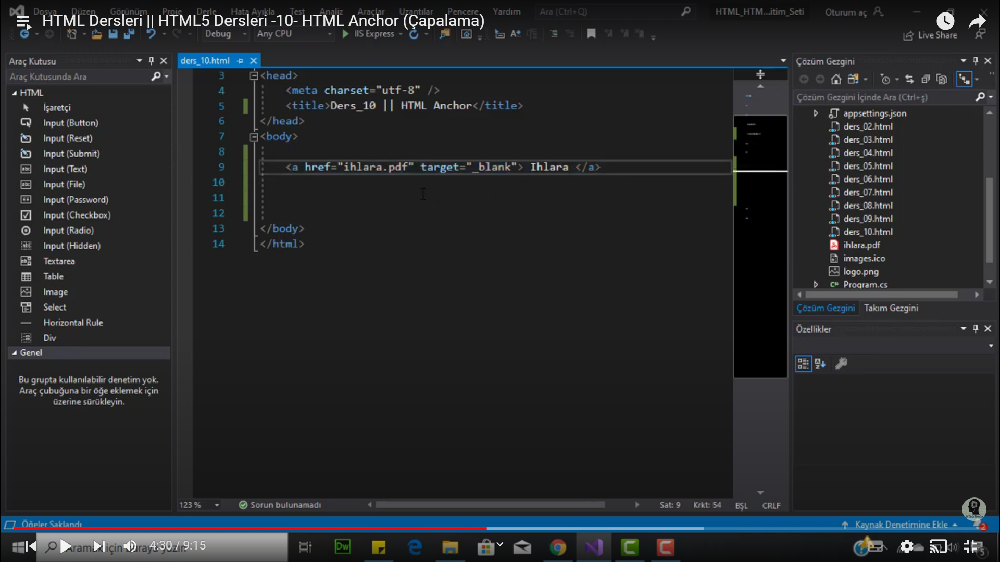 Dosya Düzen Görünüm Proje Derle Hata Ayıkla Test Analiz Araçlar Uzantılar Pencere Yardım Ara (Ctrl+Q) HTML_HTM...itim_Seti Oturum aç
HTML Dersleri || HTML5 Dersleri -10- HTML Anchor (Çapalama)
Debug Any CPU IIS Express Live Share
Araç Kutusu
Araç Kutusunda Ara
HTML
İşaretçi
Input (Button)
Input (Reset)
Input (Submit)
Input (Text)
Input (File)
Input (Password)
Input (Checkbox)
Input (Radio)
Input (Hidden)
Textarea
Table
Image
Select
Horizontal Rule
Div
Genel
Bu grupta kullanılabilir denetim yok.
Araç çubuğuna bir öğe eklemek için
üzerine sürükleyin.
ders_10.html
3 <head>
4 <meta charset="utf-8" />
5 <title>Ders_10 || HTML Anchor</title>
6 </head>
7 <body>
8
9 <a href="ihlara.pdf" target="_blank"> Ihlara </a>
10
11
12
13 </body>
14 </html>
123 % Sorun bulunamadı Sat: 9 Krkt: 54 BŞL CRLF
Çözüm Gezgini
Çözüm Gezgini İçinde Ara (Ctrl+ş)
appsettings.json
ders_02.html
ders_03.html
ders_04.html
ders_05.html
ders_06.html
ders_07.html
ders_08.html
ders_09.html
ders_10.html
ihlara.pdf
images.ico
logo.png
C# Program.cs
Çözüm Gezgini Takım Gezgini
Özellikler
Öğeler Saklandı Kaynak Denetimine Ekle 2
Aramak için buraya yazın
4:30 / 9:15
Dw
5